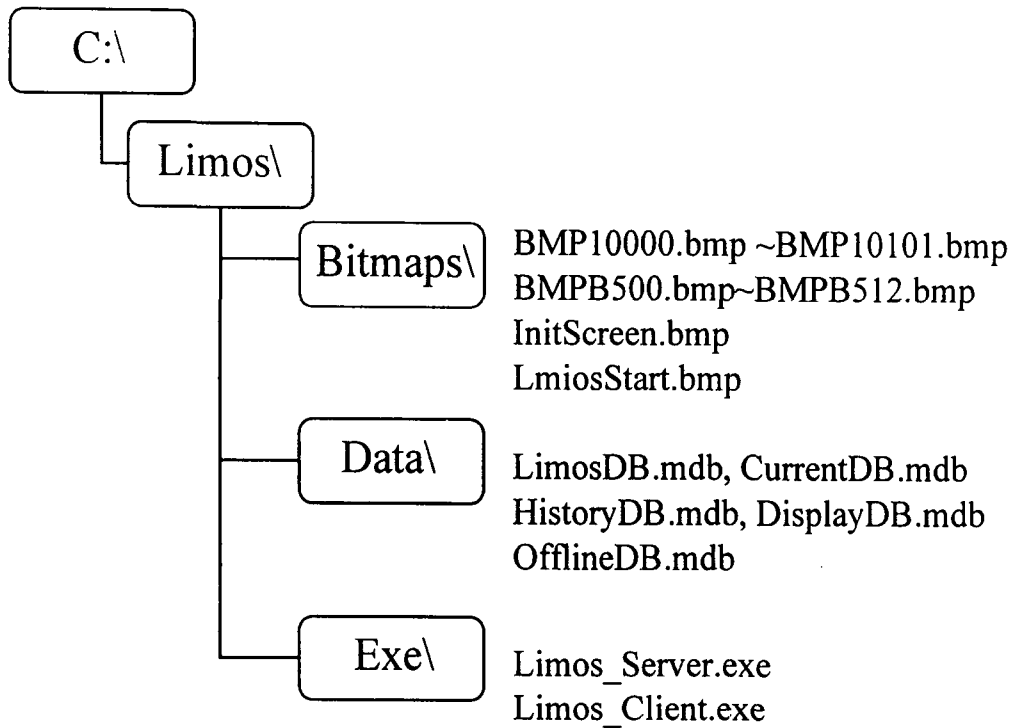 C:\
Limos\
Bitmaps\
BMP10000.bmp ~BMP10101.bmp
BMPB500.bmp~BMPB512.bmp
InitScreen.bmp
LmiosStart.bmp
Data\
LimosDB.mdb, CurrentDB.mdb
HistoryDB.mdb, DisplayDB.mdb
OfflineDB.mdb
Exe\
Limos_Server.exe
Limos_Client.exe